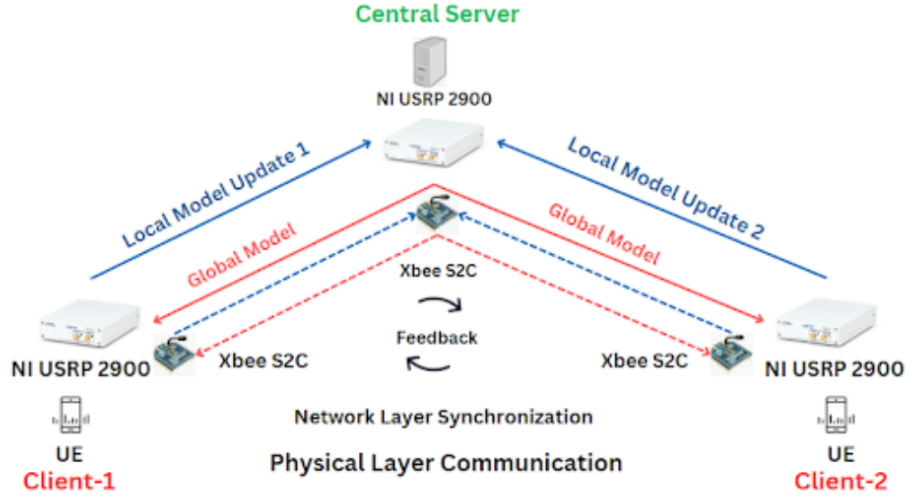 Central Server
NI USRP 2900
Local Model Update 1
Local Model Update 2
Global Model
Global Model
Xbee S2C
Feedback
NI USRP 2900
Xbee S2C
Xbee S2C
NI USRP 2900
Network Layer Synchronization
UE
UE
Physical Layer Communication
Client-1
Client-2